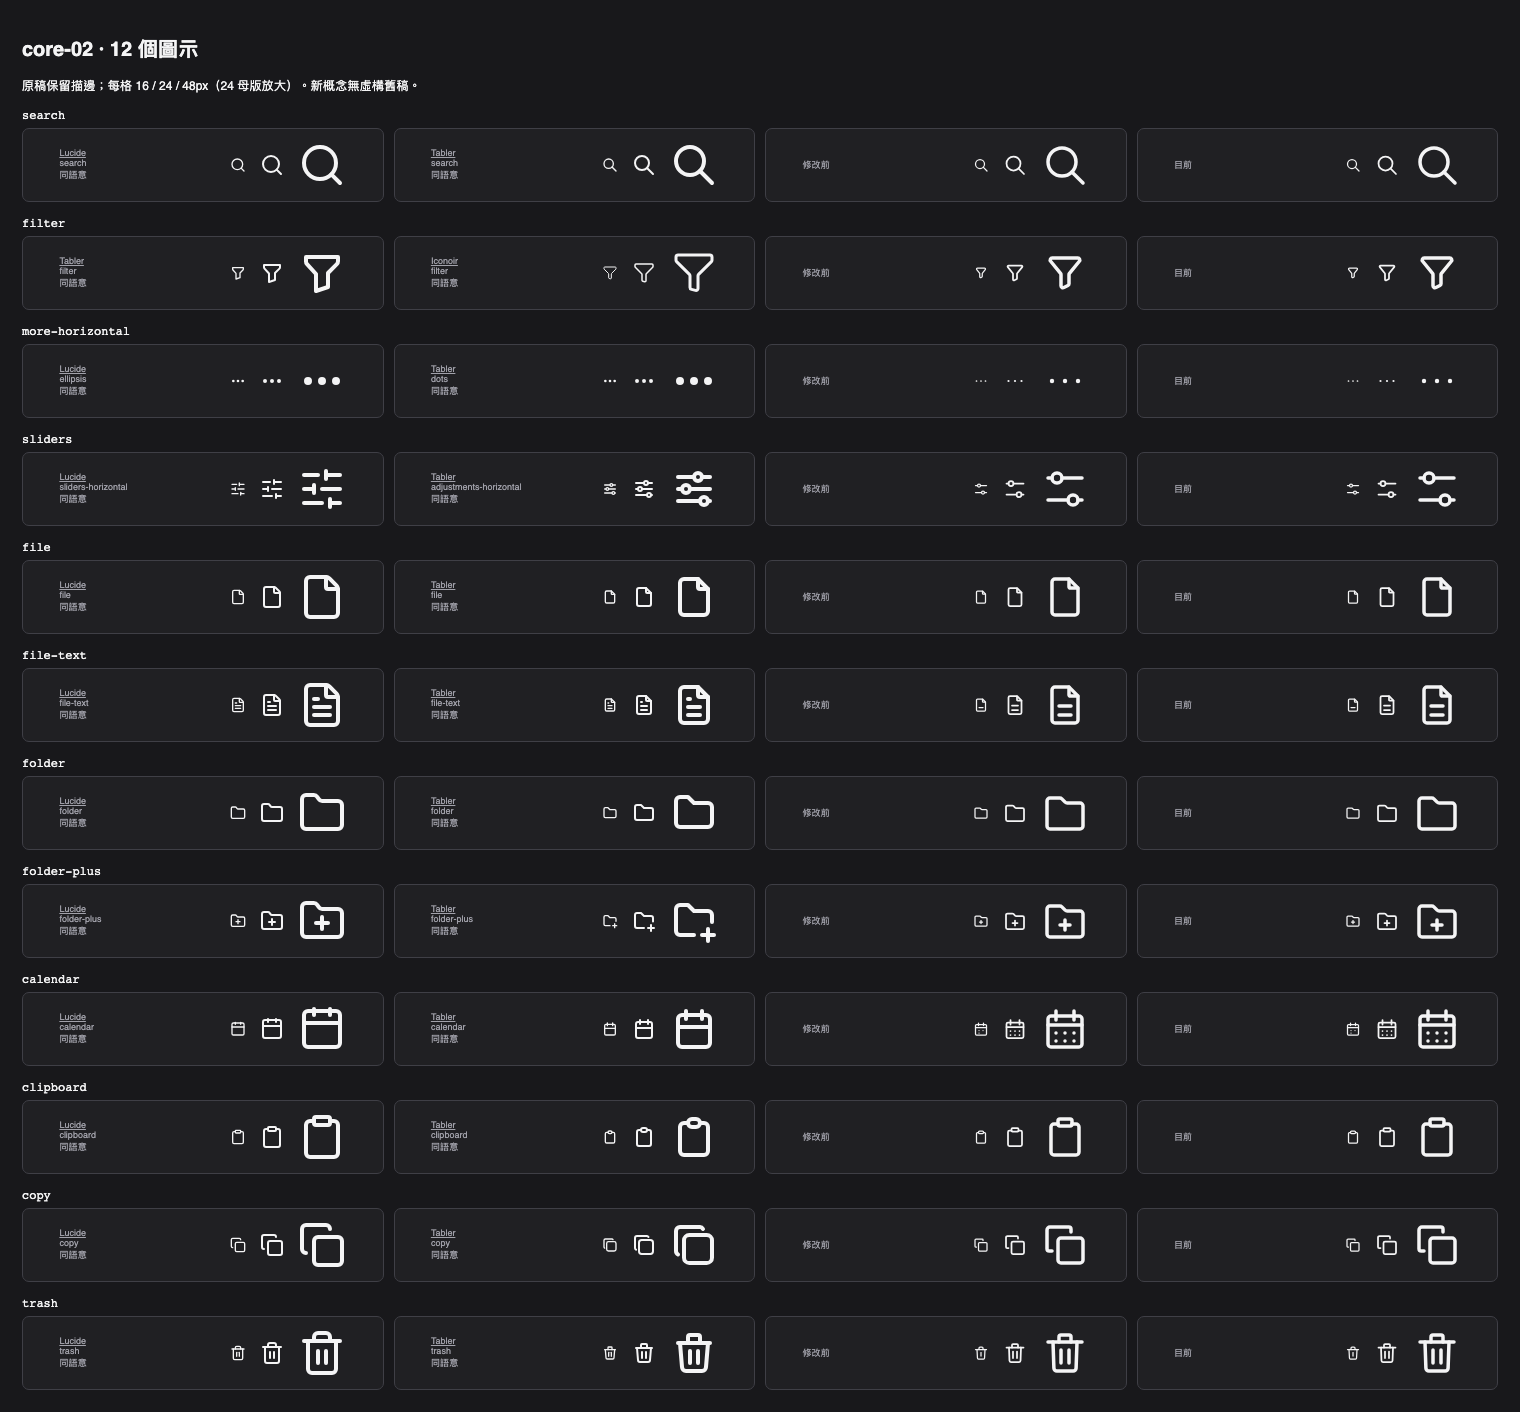 core-02 · 12 個圖示
原稿保留描邊；每格 16 / 24 / 48px（24 母版放大）。新概念無虛構舊稿。
search
Lucide
search
同語意
Tabler
search
同語意
修改前
目前
filter
Tabler
filter
同語意
Iconoir
filter
同語意
修改前
目前
more-horizontal
Lucide
ellipsis
同語意
Tabler
dots
同語意
修改前
目前
sliders
Lucide
sliders-horizontal
同語意
Tabler
adjustments-horizontal
同語意
修改前
目前
file
Lucide
file
同語意
Tabler
file
同語意
修改前
目前
file-text
Lucide
file-text
同語意
Tabler
file-text
同語意
修改前
目前
folder
Lucide
folder
同語意
Tabler
folder
同語意
修改前
目前
folder-plus
Lucide
folder-plus
同語意
Tabler
folder-plus
同語意
修改前
目前
calendar
Lucide
calendar
同語意
Tabler
calendar
同語意
修改前
目前
clipboard
Lucide
clipboard
同語意
Tabler
clipboard
同語意
修改前
目前
copy
Lucide
copy
同語意
Tabler
copy
同語意
修改前
目前
trash
Lucide
trash
同語意
Tabler
trash
同語意
修改前
目前